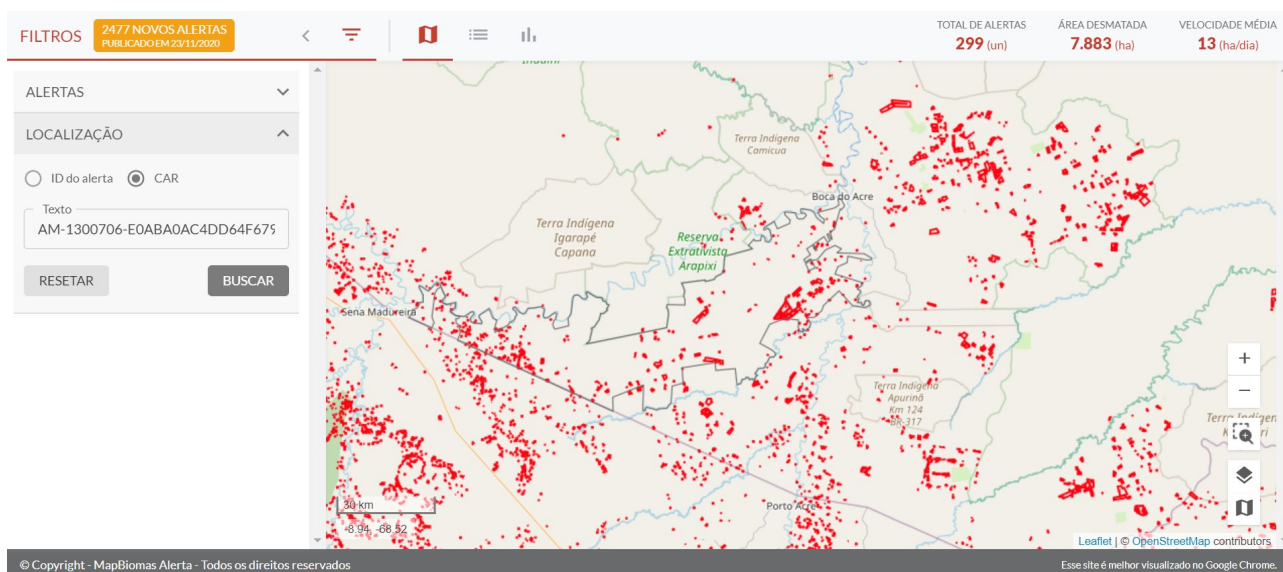 FILTROS
2477 NOVOS ALERTAS
PUBLICADO EM 23/11/2020
TOTAL DE ALERTAS
299 (un)
ÁREA DESMATADA
7.883 (ha)
VELOCIDADE MÉDIA
13 (ha/dia)
ALERTAS
LOCALIZAÇÃO
ID do alerta
CAR
Texto
AM-1300706-E0ABA0AC4DD64F679
RESETAR
BUSCAR
Terra Indígena
Camicua
Boca do Acre
Terra Indígena
Igarapé
Capana
Reserva
Extrativista
Arapixi
Sena Madureira
Terra Indígena
Apurinã
Km 124
BR-317
Porto Acre
30 km
-8.94, -68.52
+
−
Leaflet | © OpenStreetMap contributors
© Copyright - MapBiomas Alerta - Todos os direitos reservados
Esse site é melhor visualizado no Google Chrome.